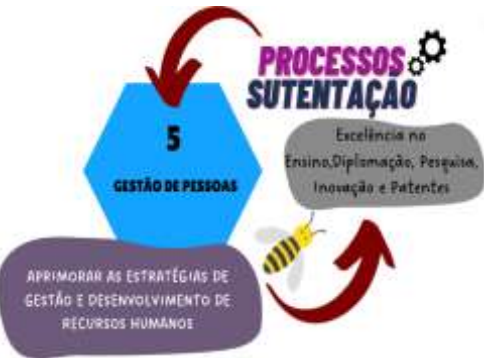 PROCESSOS
SUTENTAÇÃO
5
GESTÃO DE PESSOAS
Excelência no
Ensino,Diplomação, Pesquisa,
Inovação e Patentes
APRIMORAR AS ESTRATÉGIAS DE
GESTÃO E DESENVOLVIMENTO DE
RECURSOS HUMANOS